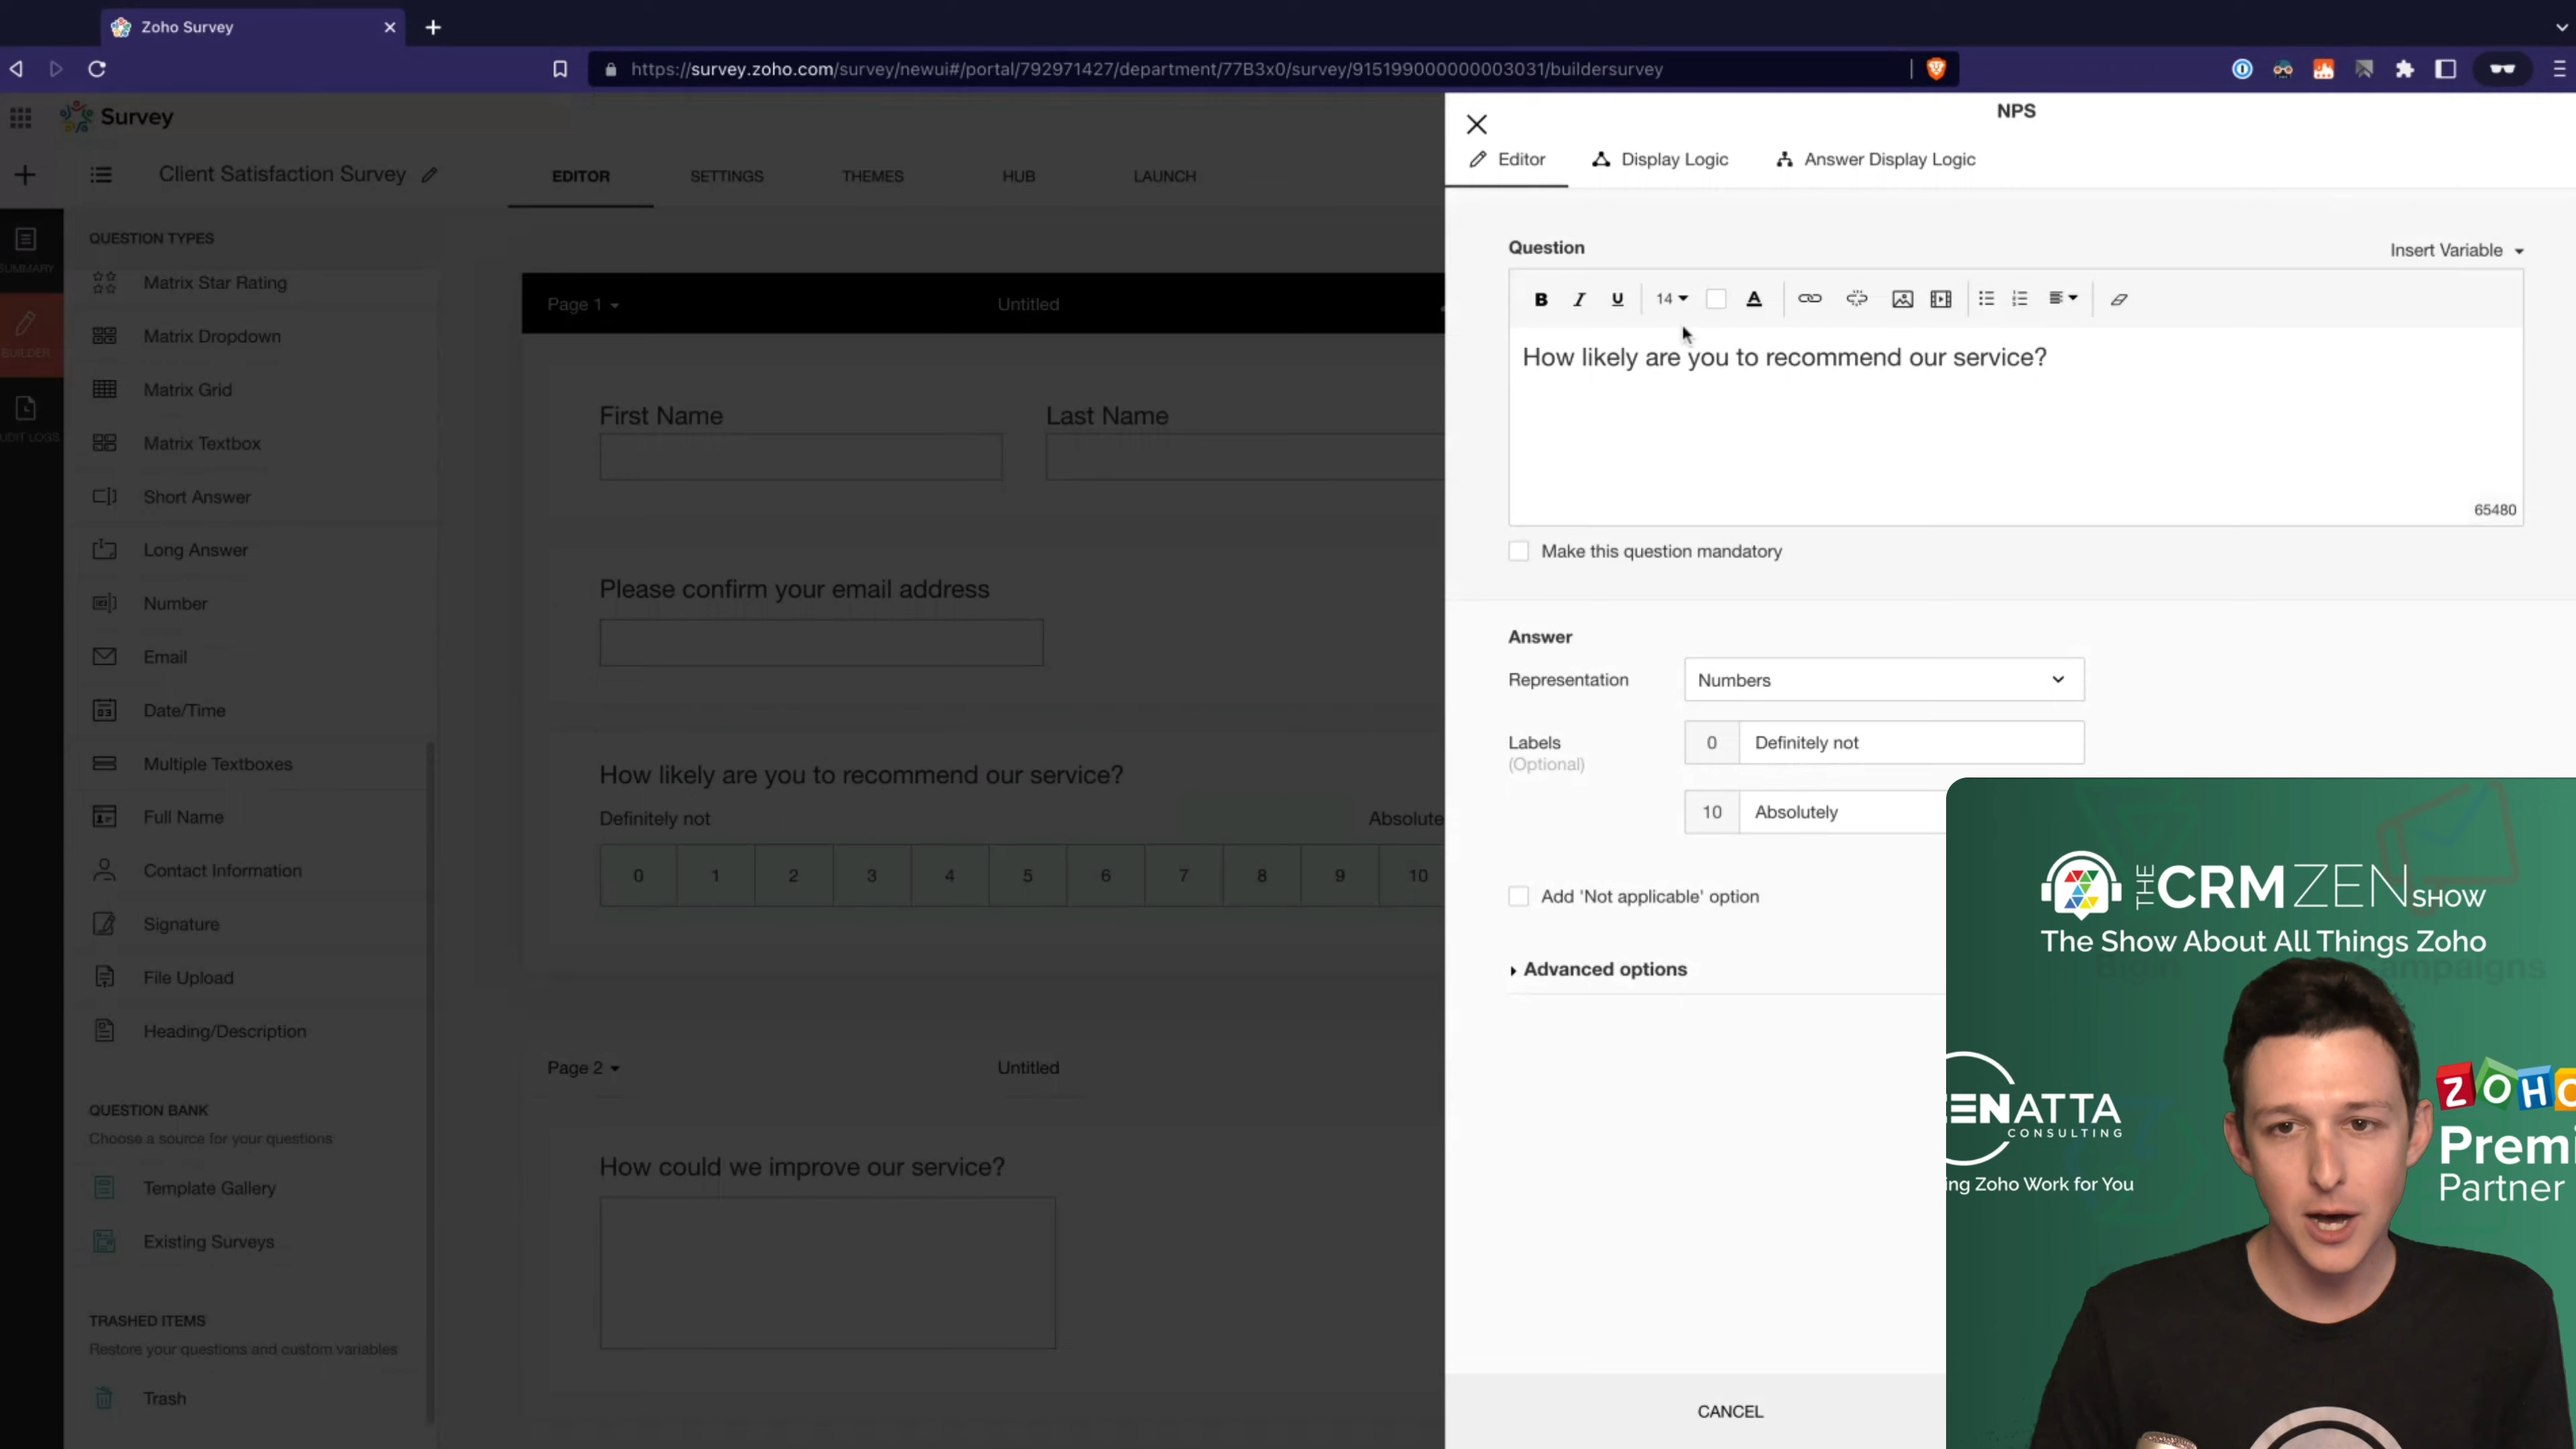 Zoho Survey
https://survey.zoho.com/survey/newui#/portal/792971427/department/77B3x0/survey/915199000000003031/buildersurvey
Survey
Client Satisfaction Survey
EDITOR
SETTINGS
THEMES
HUB
LAUNCH
SUMMARY
BUILDER
AUDIT LOGS
QUESTION TYPES
Matrix Star Rating
Matrix Dropdown
Matrix Grid
Matrix Textbox
Short Answer
Long Answer
Number
Email
Date/Time
Multiple Textboxes
Full Name
Contact Information
Signature
File Upload
Heading/Description
QUESTION BANK
Choose a source for your questions
Template Gallery
Existing Surveys
TRASHED ITEMS
Restore your questions and custom variables
Trash
Page 1
Untitled
First Name
Last Name
Please confirm your email address
How likely are you to recommend our service?
Definitely not
Absolute
0 1 2 3 4 5 6 7 8 9 10
Page 2
Untitled
How could we improve our service?
NPS
Editor
Display Logic
Answer Display Logic
Question
Insert Variable
B I U 14 A
How likely are you to recommend our service?
65480
Make this question mandatory
Answer
Representation
Numbers
Labels
(Optional)
0 Definitely not
10 Absolutely
Add 'Not applicable' option
Advanced options
CANCEL
THE CRMZEN SHOW
The Show About All Things Zoho
Campaigns
ENATTA
CONSULTING
ing Zoho Work for You
ZOHO
Premi
Partner